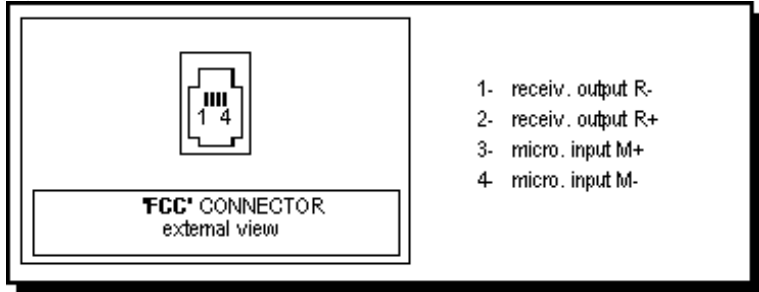 1 4
'FCC' CONNECTOR
external view
1- receiv. output R-
2- receiv. output R+
3- micro. input M+
4- micro. input M-